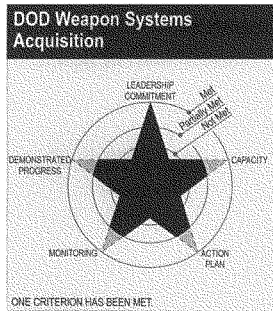 DOD Weapon Systems
Acquisition
LEADERSHIP
COMMITMENT
Met
Partially Met
Not Met
DEMONSTRATED
PROGRESS
CAPACITY
MONITORING
ACTION
PLAN
ONE CRITERION HAS BEEN MET.